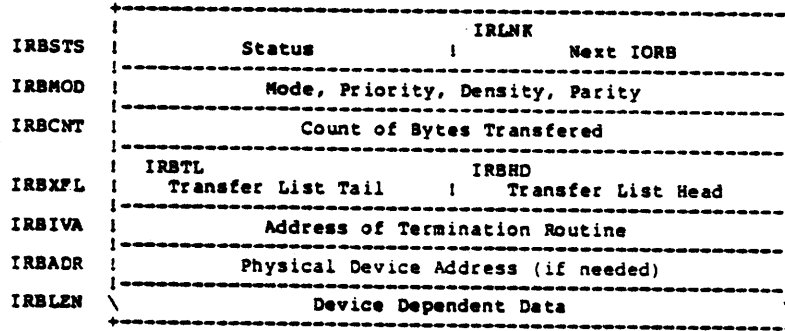 IRLNK
IRBSTS Status ! Next IORB
IRBMOD Mode, Priority, Density, Parity
IRBCNT Count of Bytes Transfered
IRBTL IRBHD
IRBXFL Transfer List Tail ! Transfer List Head
IRBIVA Address of Termination Routine
IRBADR Physical Device Address (if needed)
IRBLEN Device Dependent Data